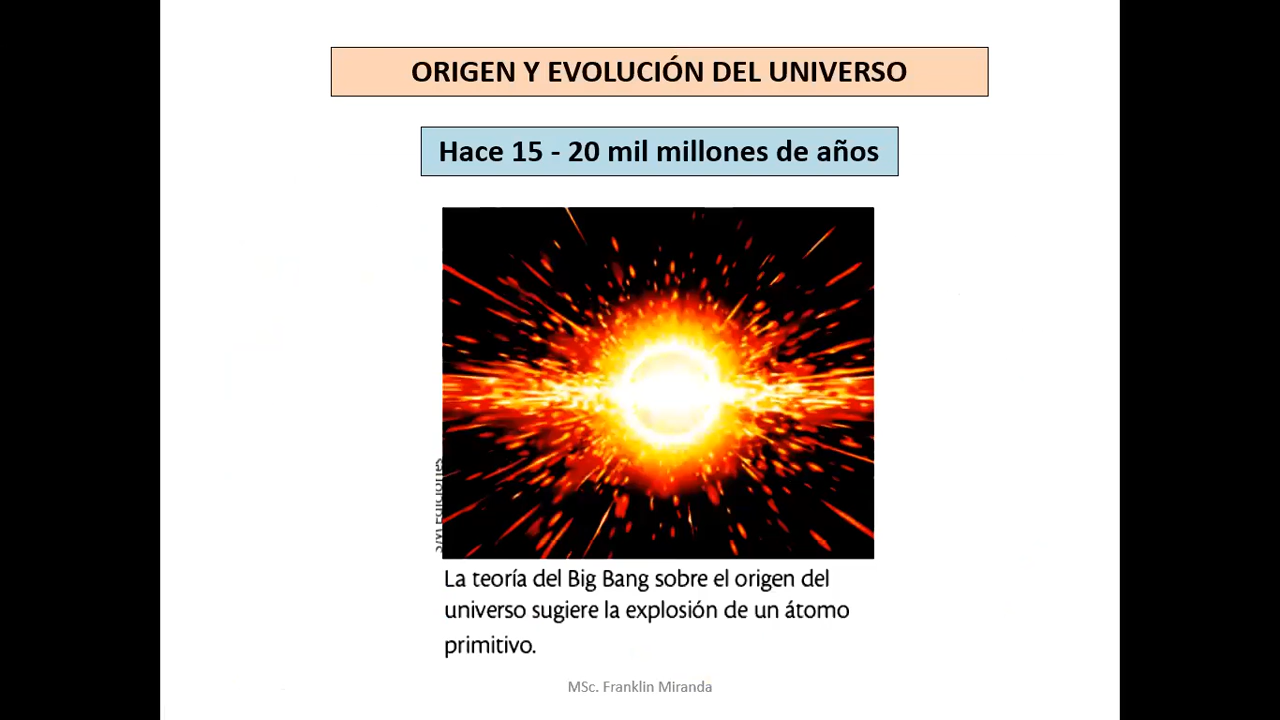 ORIGEN Y EVOLUCIÓN DEL UNIVERSO
Hace 15 - 20 mil millones de años
La teoría del Big Bang sobre el origen del
universo sugiere la explosión de un átomo
primitivo.
MSc. Franklin Miranda